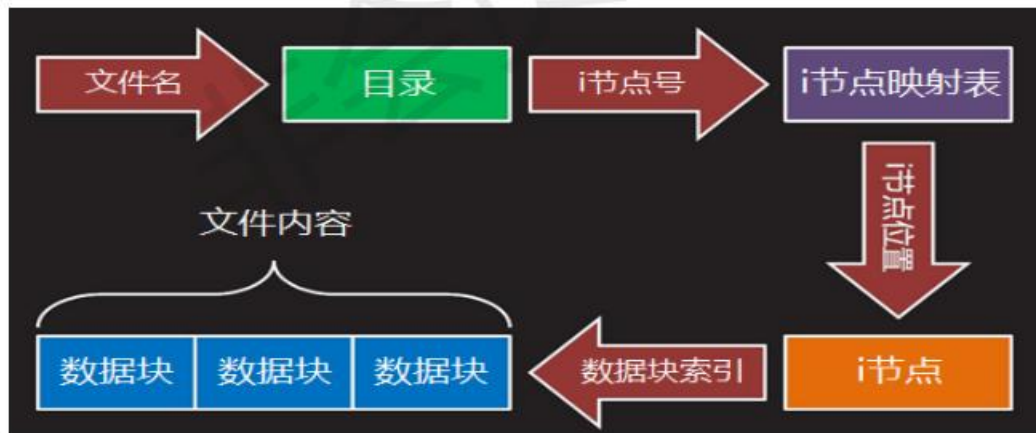 文件名
目录
i节点号
i节点映射表
i节点位置
文件内容
数据块 数据块 数据块
数据块索引
i节点